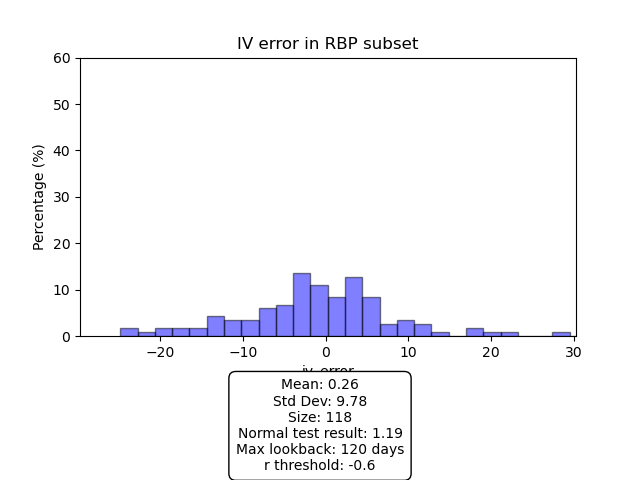 IV error in RBP subset
Percentage (%)
60
50
40
30
20
10
0
−20
−10
0
10
20
30
iv_error
Mean: 0.26
Std Dev: 9.78
Size: 118
Normal test result: 1.19
Max lookback: 120 days
r threshold: -0.6